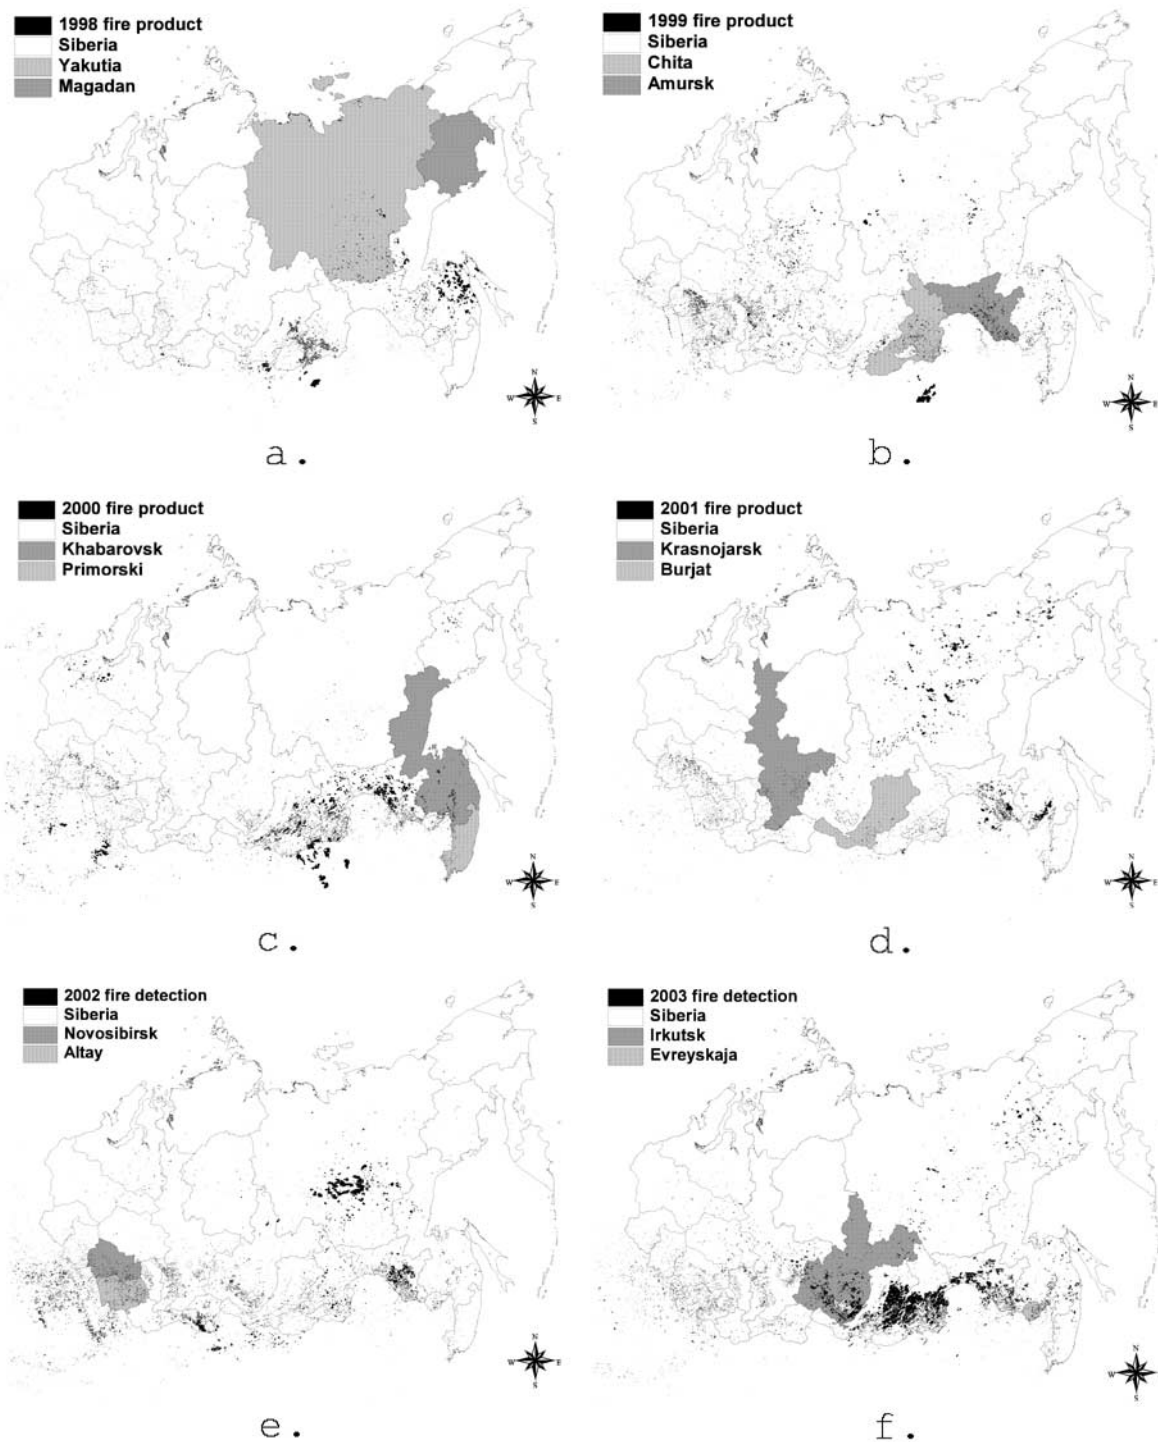 1998 fire product
Siberia
Yakutia
Magadan
N
W E
S
a.
1999 fire product
Siberia
Chita
Amursk
N
W E
S
b.
2000 fire product
Siberia
Khabarovsk
Primorski
N
W E
S
c.
2001 fire product
Siberia
Krasnojarsk
Burjat
N
W E
S
d.
2002 fire detection
Siberia
Novosibirsk
Altay
N
W E
S
e.
2003 fire detection
Siberia
Irkutsk
Evreyskaja
N
W E
S
f.